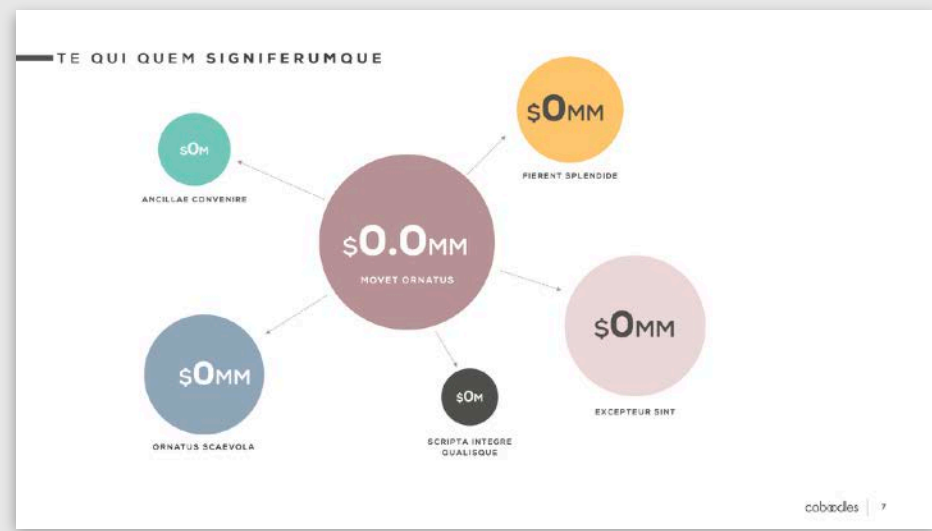 TE QUI QUEM SIGNIFERUMQUE
$0MM
FIERENT SPLENDIDE
$0M
ANCILLAE CONVENIRE
$0.0MM
MOVET ORNATUS
$0MM
EXCEPTEUR SINT
$0MM
ORNATUS SCAEVOLA
$0M
SCRIPTA INTEGRE
QUALISQUE
coboodles
7